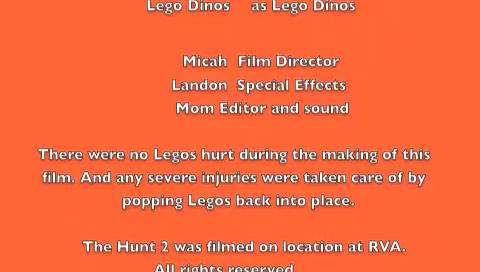 Lego Dinos as Lego Dinos
Micah Film Director
Landon Special Effects
Mom Editor and sound
There were no Legos hurt during the making of this
film. And any severe injuries were taken care of by
popping Legos back into place.
The Hunt 2 was filmed on location at RVA.
All rights reserved